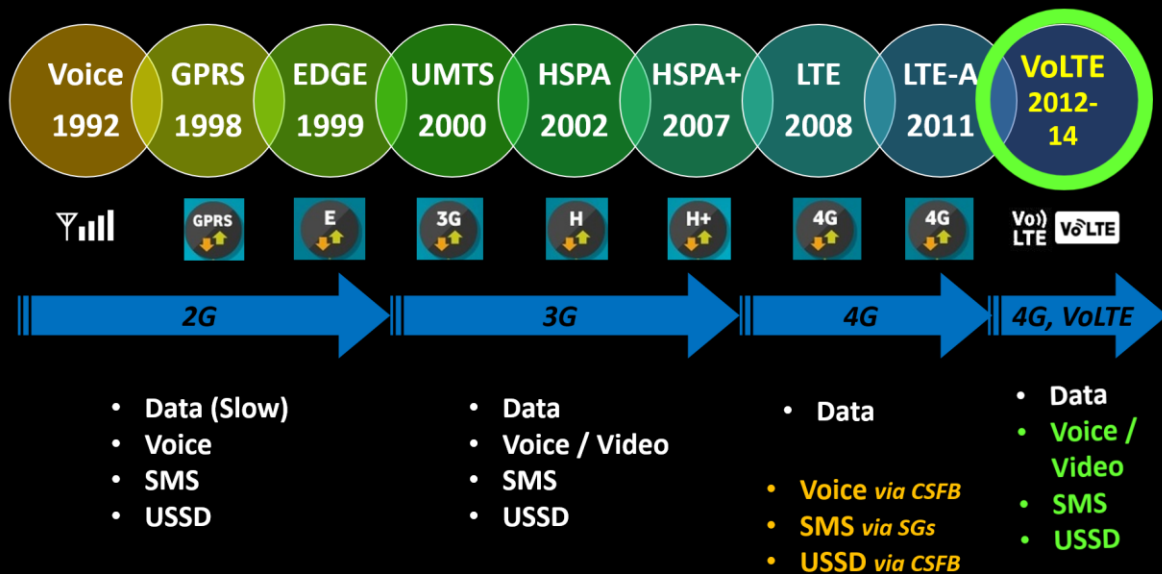 Voice GPRS EDGE UMTS HSPA HSPA+ LTE LTE-A VoLTE
1992 1998 1999 2000 2002 2007 2008 2011 2012-
14
GPRS E 3G H H+ 4G 4G Vo)) LTE VoLTE
2G 3G 4G 4G, VoLTE
• Data (Slow)
• Voice
• SMS
• USSD
• Data
• Voice / Video
• SMS
• USSD
• Data
• Voice via CSFB
• SMS via SGs
• USSD via CSFB
• Data
• Voice /
Video
• SMS
• USSD